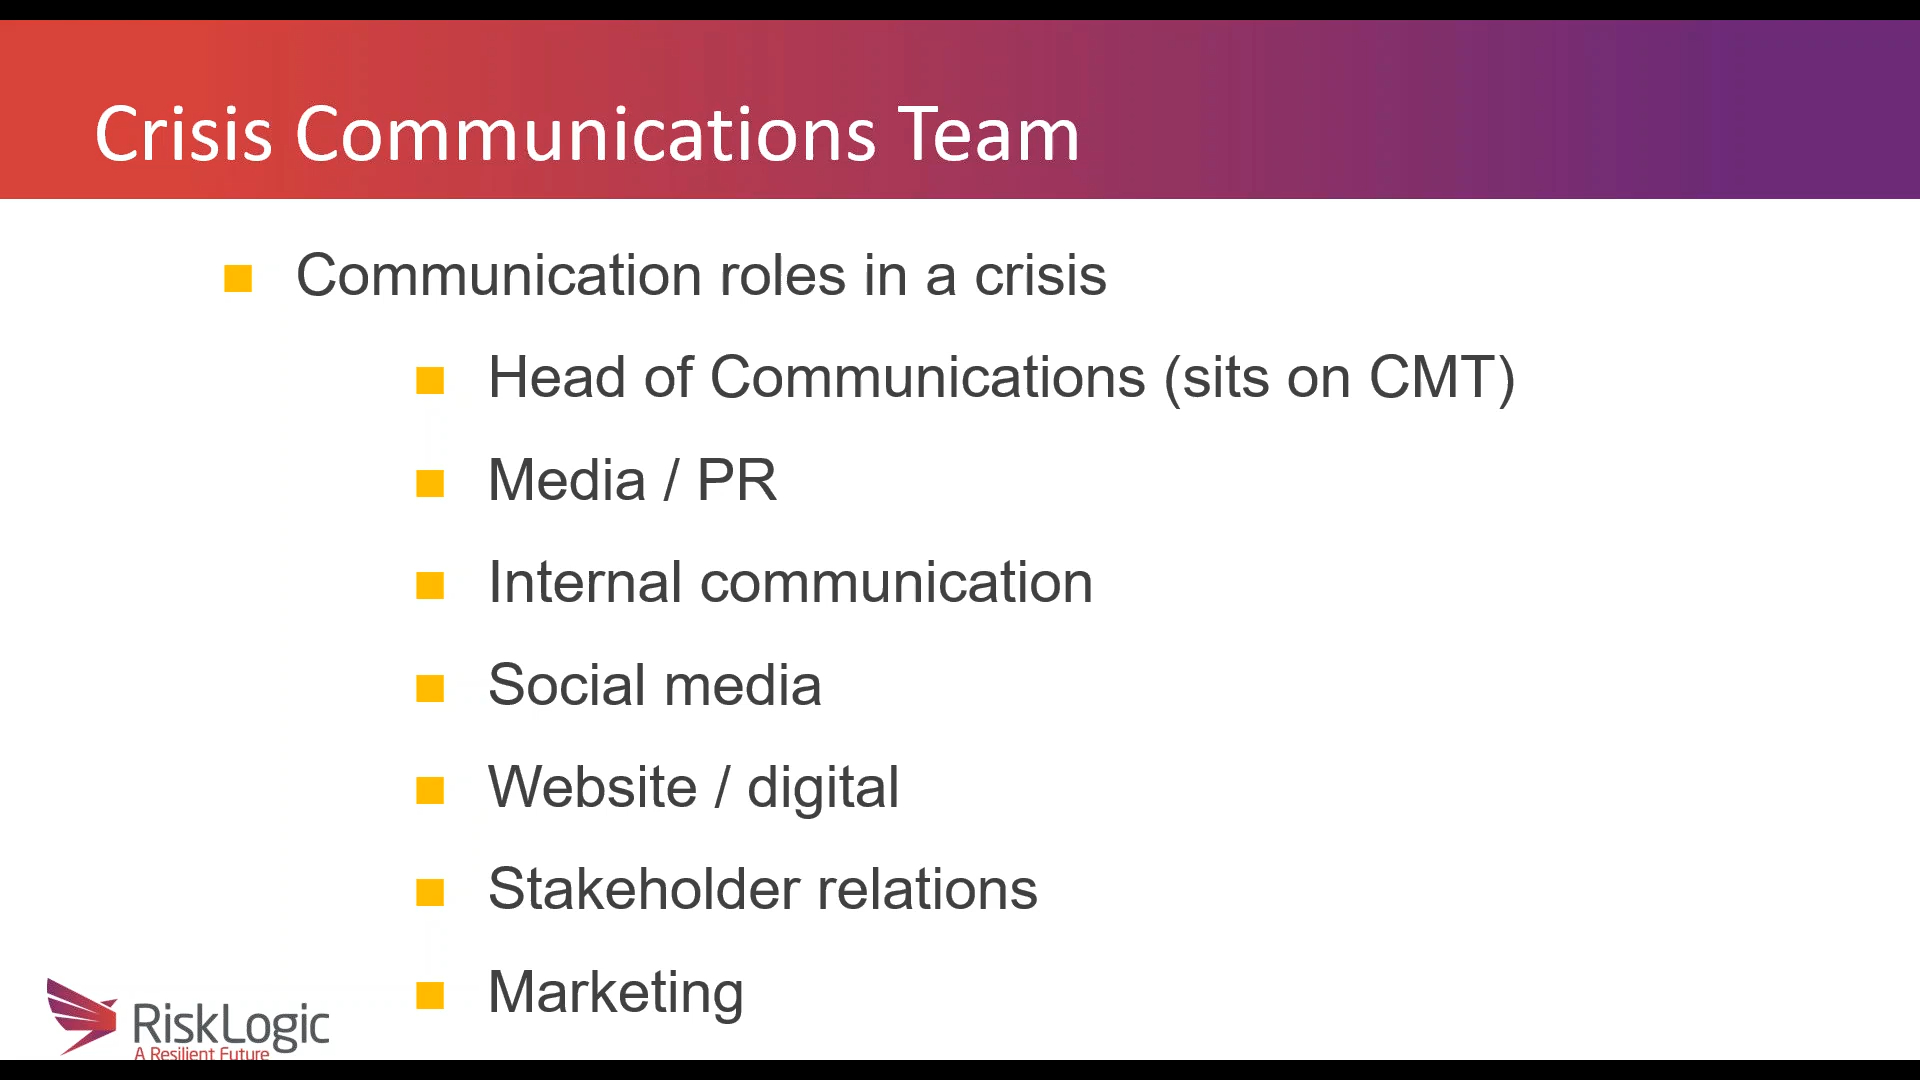 Crisis Communications Team
Communication roles in a crisis
Head of Communications (sits on CMT)
Media / PR
Internal communication
Social media
Website / digital
Stakeholder relations
Marketing
RiskLogic
A Resilient Future